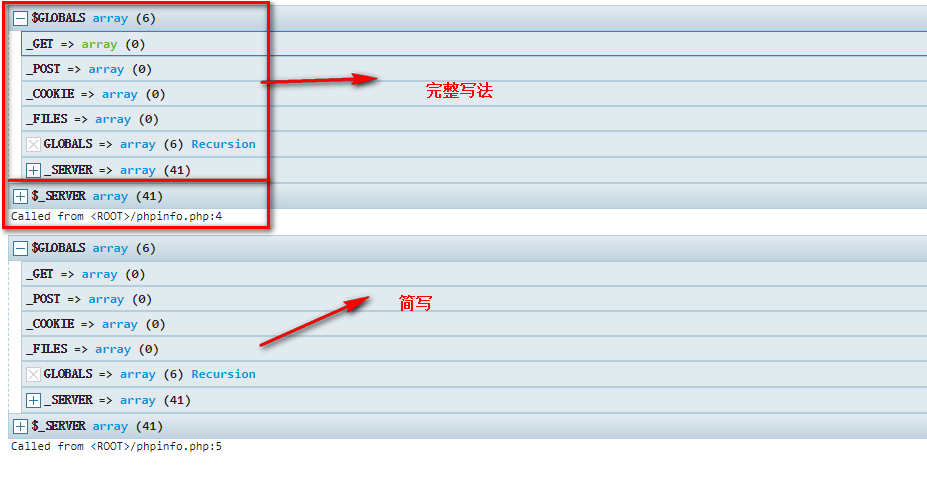 $GLOBALS array (6)
_GET => array (0)
_POST => array (0)
_COOKIE => array (0)
_FILES => array (0)
GLOBALS => array (6) Recursion
_SERVER => array (41)
$_SERVER array (41)
Called from <ROOT>/phpinfo.php:4
完整写法
$GLOBALS array (6)
_GET => array (0)
_POST => array (0)
_COOKIE => array (0)
_FILES => array (0)
GLOBALS => array (6) Recursion
_SERVER => array (41)
$_SERVER array (41)
Called from <ROOT>/phpinfo.php:5
简写